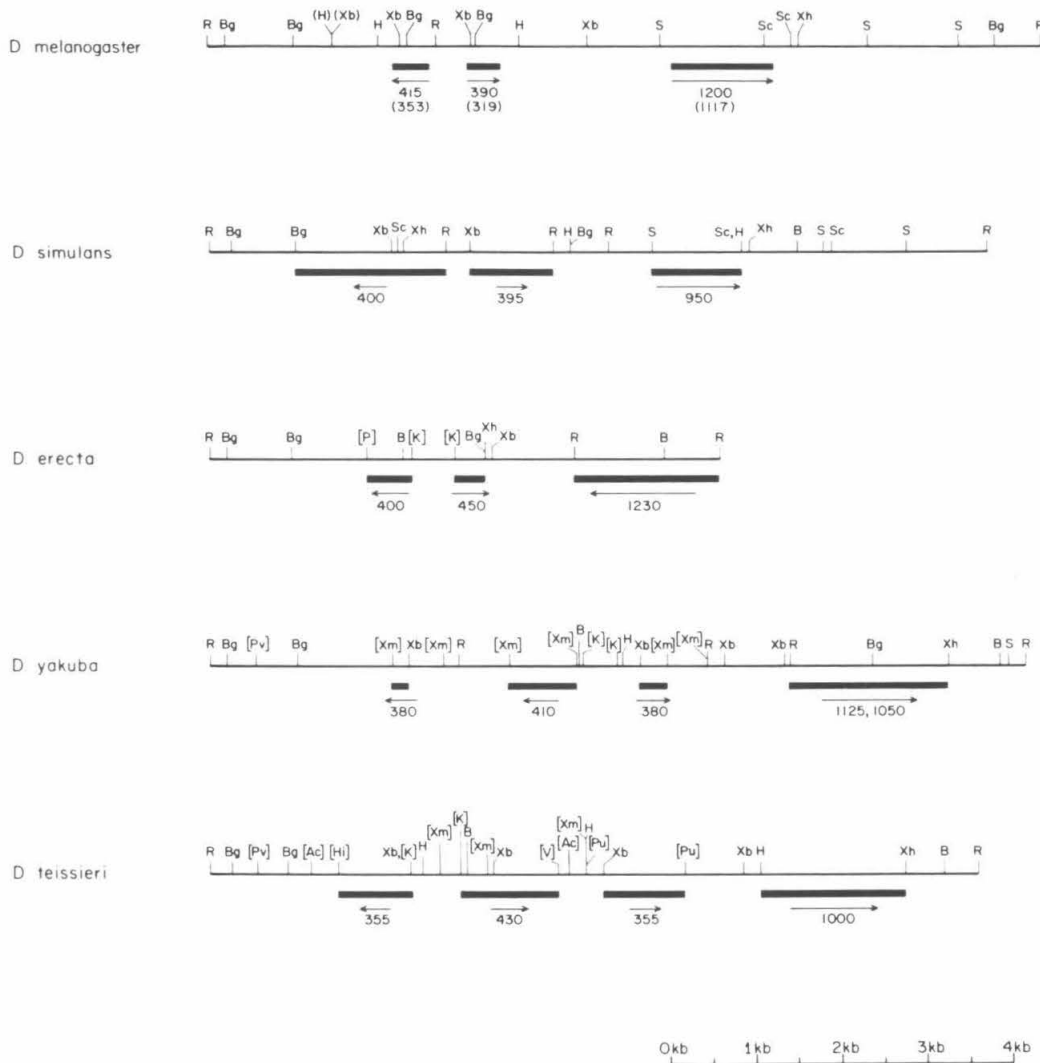 R Bg Bg (H) (Xb) H Xb Bg R Xb Bg H Xb S Sc Sc Xh S S Bg R
D melanogaster
415 390 1200
(353) (319) (1117)
R Bg Bg Xb Sc Xh R Xb R H Bg R S Sc,H Xh B S Sc S R
D simulans
400 395 950
R Bg Bg [P] B [K] [K] Bg Xh Xb R B R
D erecta
400 450 1230
R Bg [Pv] Bg [Xm] Xb [Xm] R [Xm] [Xm] B [K] [K] H Xb [Xm] [Xm] R Xb Xb R Bg Xh B S R
D yakuba
380 410 380 1125, 1050
R Bg [Pv] Bg [Ac] [Hi] Xb,[K] H [Xm] [K] B [Xm] Xb [V] [Ac] [Xm] H [Pu] Xb [Pu] Xb H Xh B R
D teissieri
355 430 355 1000
0kb 1kb 2kb 3kb 4kb